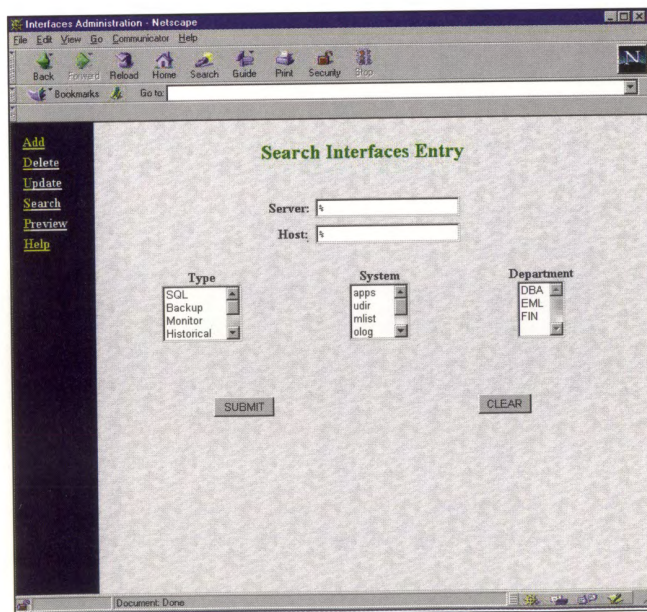 Interfaces Administration - Netscape
File Edit View Go Communicator Help
Back Forward Reload Home Search Guide Print Security Stop
N
Bookmarks Go to:
Add
Delete
Update
Search
Preview
Help
Search Interfaces Entry
Server: %
Host: %
Type
SQL
Backup
Monitor
Historical
System
apps
udir
mlist
olog
Department
DBA
EML
FIN
SUBMIT CLEAR
Document: Done